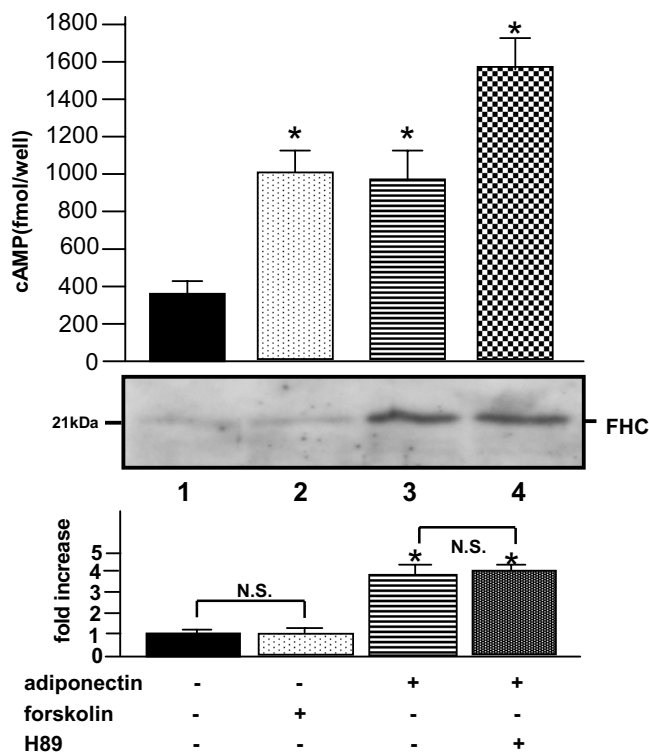 cAMP(fmol/well)
1800
1600
1400
1200
1000
800
600
400
200
0
*
*
*
21kDa
FHC
1 2 3 4
fold increase
5
4
3
2
1
0
N.S.
* N.S. *
adiponectin - - + +
forskolin - + - -
H89 - - - +